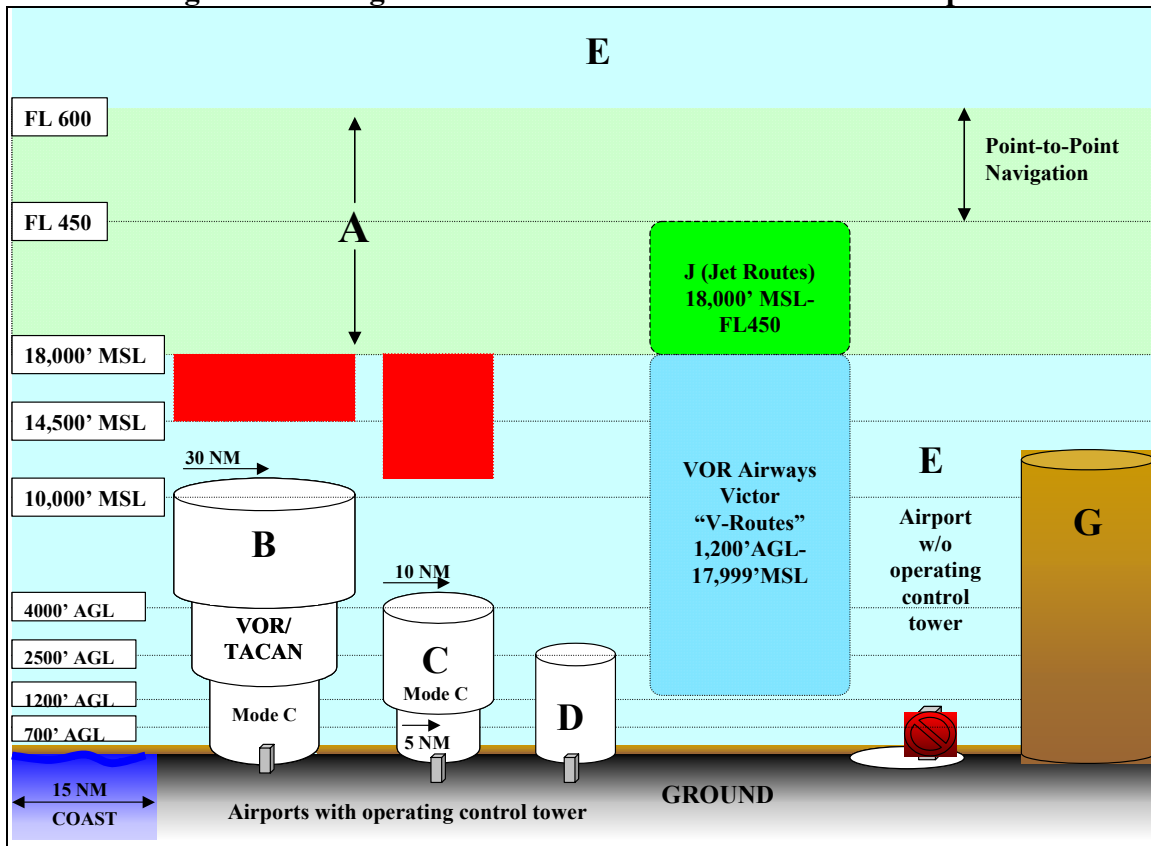 E
FL 600
Point-to-Point
Navigation
FL 450
A
J (Jet Routes)
18,000’ MSL-
FL450
18,000’ MSL
14,500’ MSL
30 NM
10,000’ MSL
B
VOR/
TACAN
Mode C
10 NM
C
Mode C
5 NM
D
VOR Airways
Victor
“V-Routes”
1,200’AGL-
17,999’MSL
E
Airport
w/o
operating
control
tower
G
4000’ AGL
2500’ AGL
1200’ AGL
700’ AGL
15 NM
COAST
Airports with operating control tower
GROUND